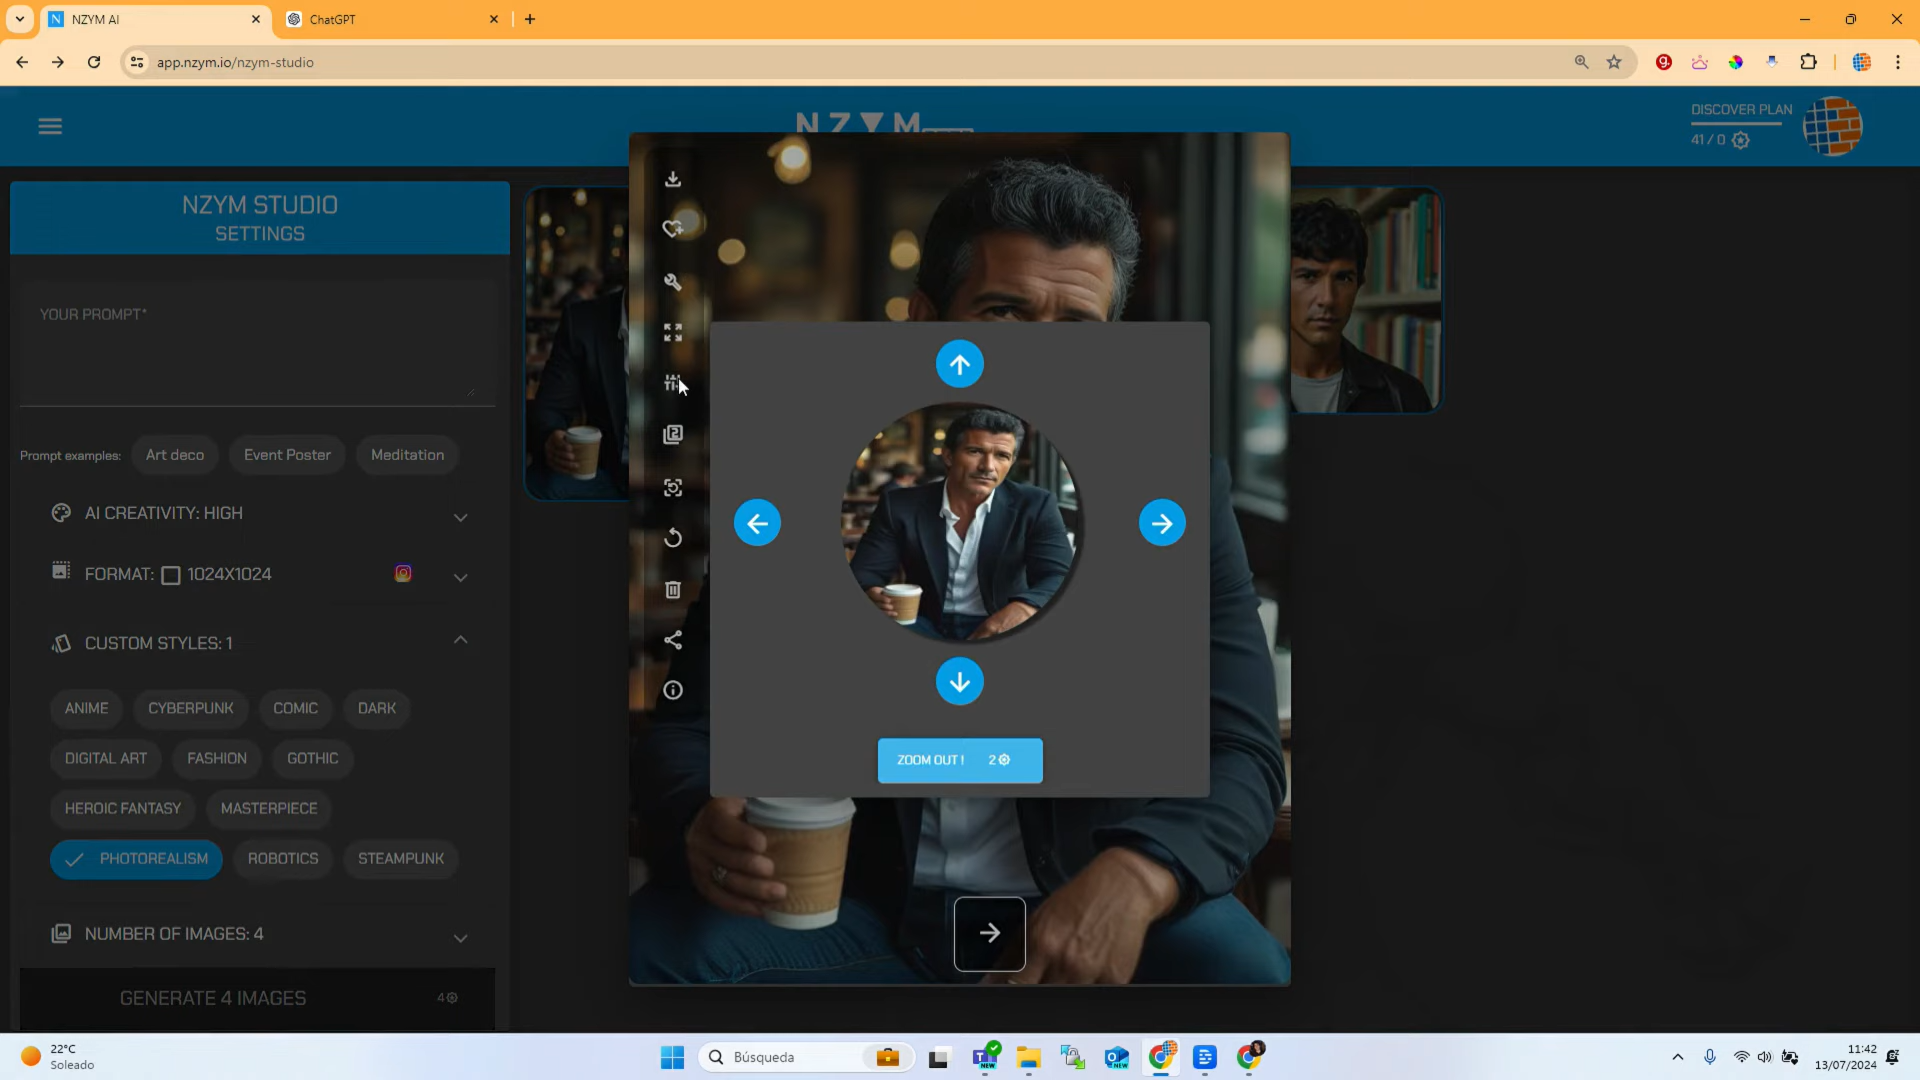 NZYM AI
ChatGPT
app.nzym.io/nzym-studio
NZYM
DISCOVER PLAN
41 / 0
NZYM STUDIO
SETTINGS
YOUR PROMPT*
Prompt examples:
Art deco
Event Poster
Meditation
AI CREATIVITY: HIGH
FORMAT: 1024X1024
CUSTOM STYLES: 1
ANIME
CYBERPUNK
COMIC
DARK
DIGITAL ART
FASHION
GOTHIC
HEROIC FANTASY
MASTERPIECE
PHOTOREALISM
ROBOTICS
STEAMPUNK
NUMBER OF IMAGES: 4
GENERATE 4 IMAGES 4
ZOOM OUT! 2
22°C
Soleado
Búsqueda
11:42
13/07/2024